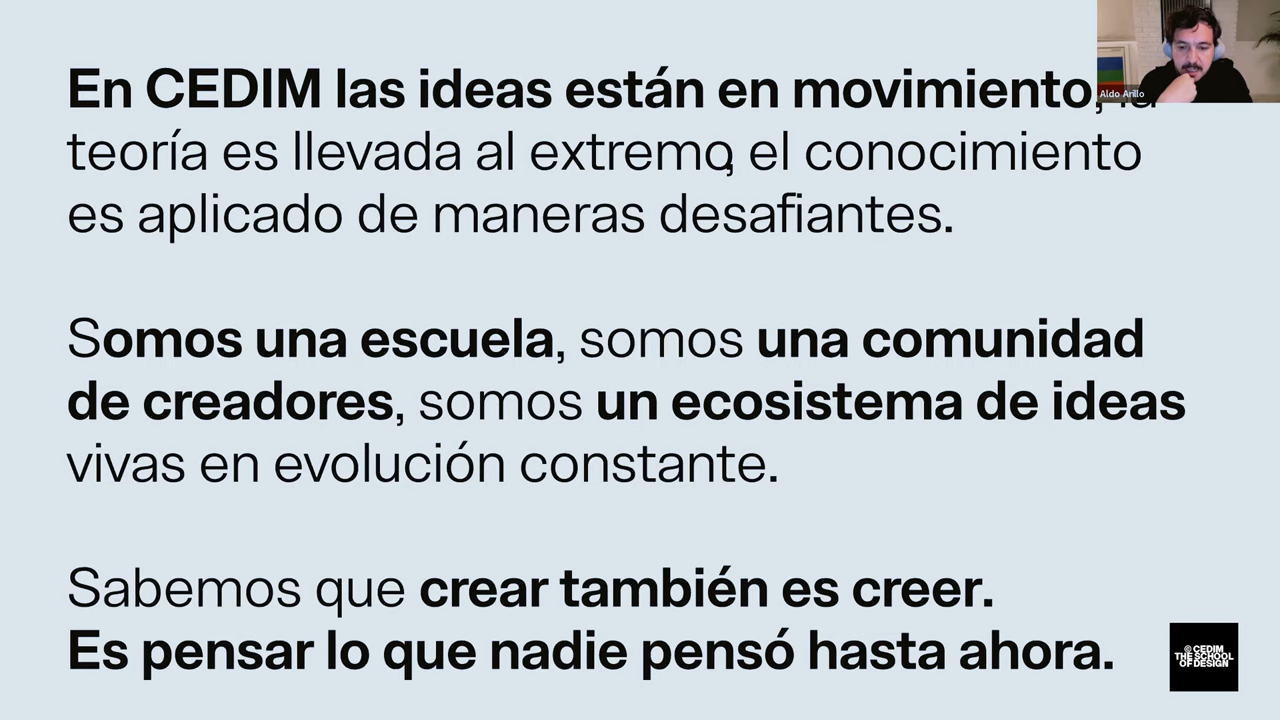 En CEDIM las ideas están en movimiento, la
teoría es llevada al extremo, el conocimiento
es aplicado de maneras desafiantes.
Somos una escuela, somos una comunidad
de creadores, somos un ecosistema de ideas
vivas en evolución constante.
Sabemos que crear también es creer.
Es pensar lo que nadie pensó hasta ahora.
Aldo Arillo
@CEDIM
THE SCHOOL
OF DESIGN